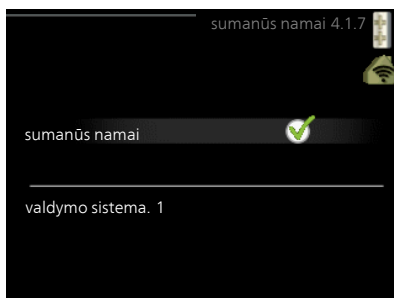 sumanūs namai 4.1.7
sumanūs namai
valdymo sistema. 1